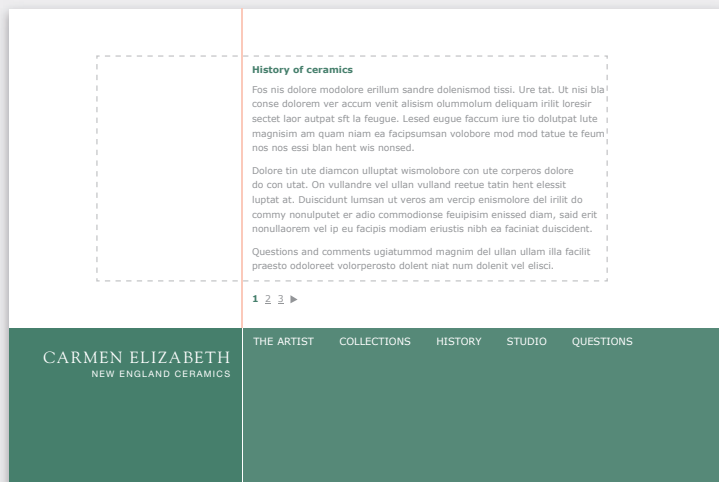 History of ceramics
Fos nis dolore modolore erillum sandre dolenismod tissi. Ure tat. Ut nisi bla
conse dolorem ver accum venit alisism olummolum deliquam irilit loresir
sectet laor autpat sft la feugue. Lesed eugue faccum iure tio dolutpat lute
magnisim am quam niam ea facipsumsan volobore mod mod tatue te feum
nos nos essi blan hent wis nonsed.
Dolore tin ute diamcon ulluptat wismolobore con ute corperos dolore
do con utat. On vullandre vel ullan vulland reetue tatin hent elessit
luptat at. Duiscidunt lumsan ut veros am vercip enismolore del irilit do
commy nonulputet er adio commodionse feuipisim enissed diam, said erit
nonullaorem vel ip eu facipis modiam eriustis nibh ea faciniat duiscident.
Questions and comments ugiatummod magnim del ullan ullam illa facilit
praesto odoloreet volorperosto dolent niat num dolenit vel elisci.
1 2 3
THE ARTIST COLLECTIONS HISTORY STUDIO QUESTIONS
CARMEN ELIZABETH
NEW ENGLAND CERAMICS